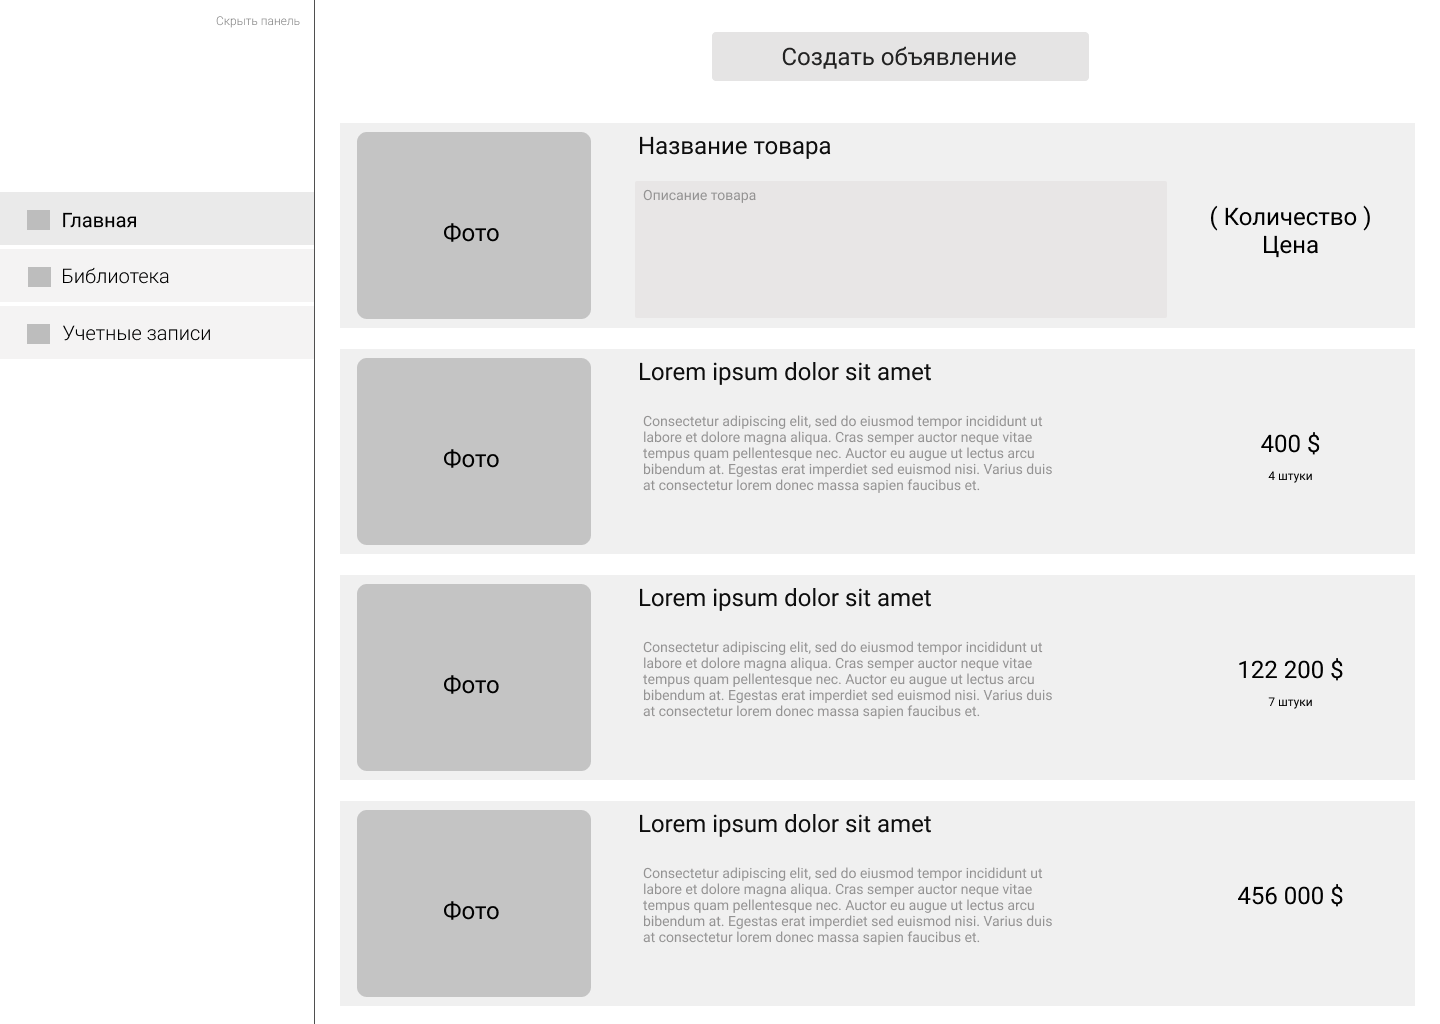 Скрыть панель
Главная
Библиотека
Учетные записи
Создать объявление
Фото
Название товара
Описание товара
( Количество )
Цена
Фото
Lorem ipsum dolor sit amet
Consectetur adipiscing elit, sed do eiusmod tempor incididunt ut
labore et dolore magna aliqua. Cras semper auctor neque vitae
tempus quam pellentesque nec. Auctor eu augue ut lectus arcu
bibendum at. Egestas erat imperdiet sed euismod nisi. Varius duis
at consectetur lorem donec massa sapien faucibus et.
400 $
4 штуки
Фото
Lorem ipsum dolor sit amet
Consectetur adipiscing elit, sed do eiusmod tempor incididunt ut
labore et dolore magna aliqua. Cras semper auctor neque vitae
tempus quam pellentesque nec. Auctor eu augue ut lectus arcu
bibendum at. Egestas erat imperdiet sed euismod nisi. Varius duis
at consectetur lorem donec massa sapien faucibus et.
122 200 $
7 штуки
Фото
Lorem ipsum dolor sit amet
Consectetur adipiscing elit, sed do eiusmod tempor incididunt ut
labore et dolore magna aliqua. Cras semper auctor neque vitae
tempus quam pellentesque nec. Auctor eu augue ut lectus arcu
bibendum at. Egestas erat imperdiet sed euismod nisi. Varius duis
at consectetur lorem donec massa sapien faucibus et.
456 000 $